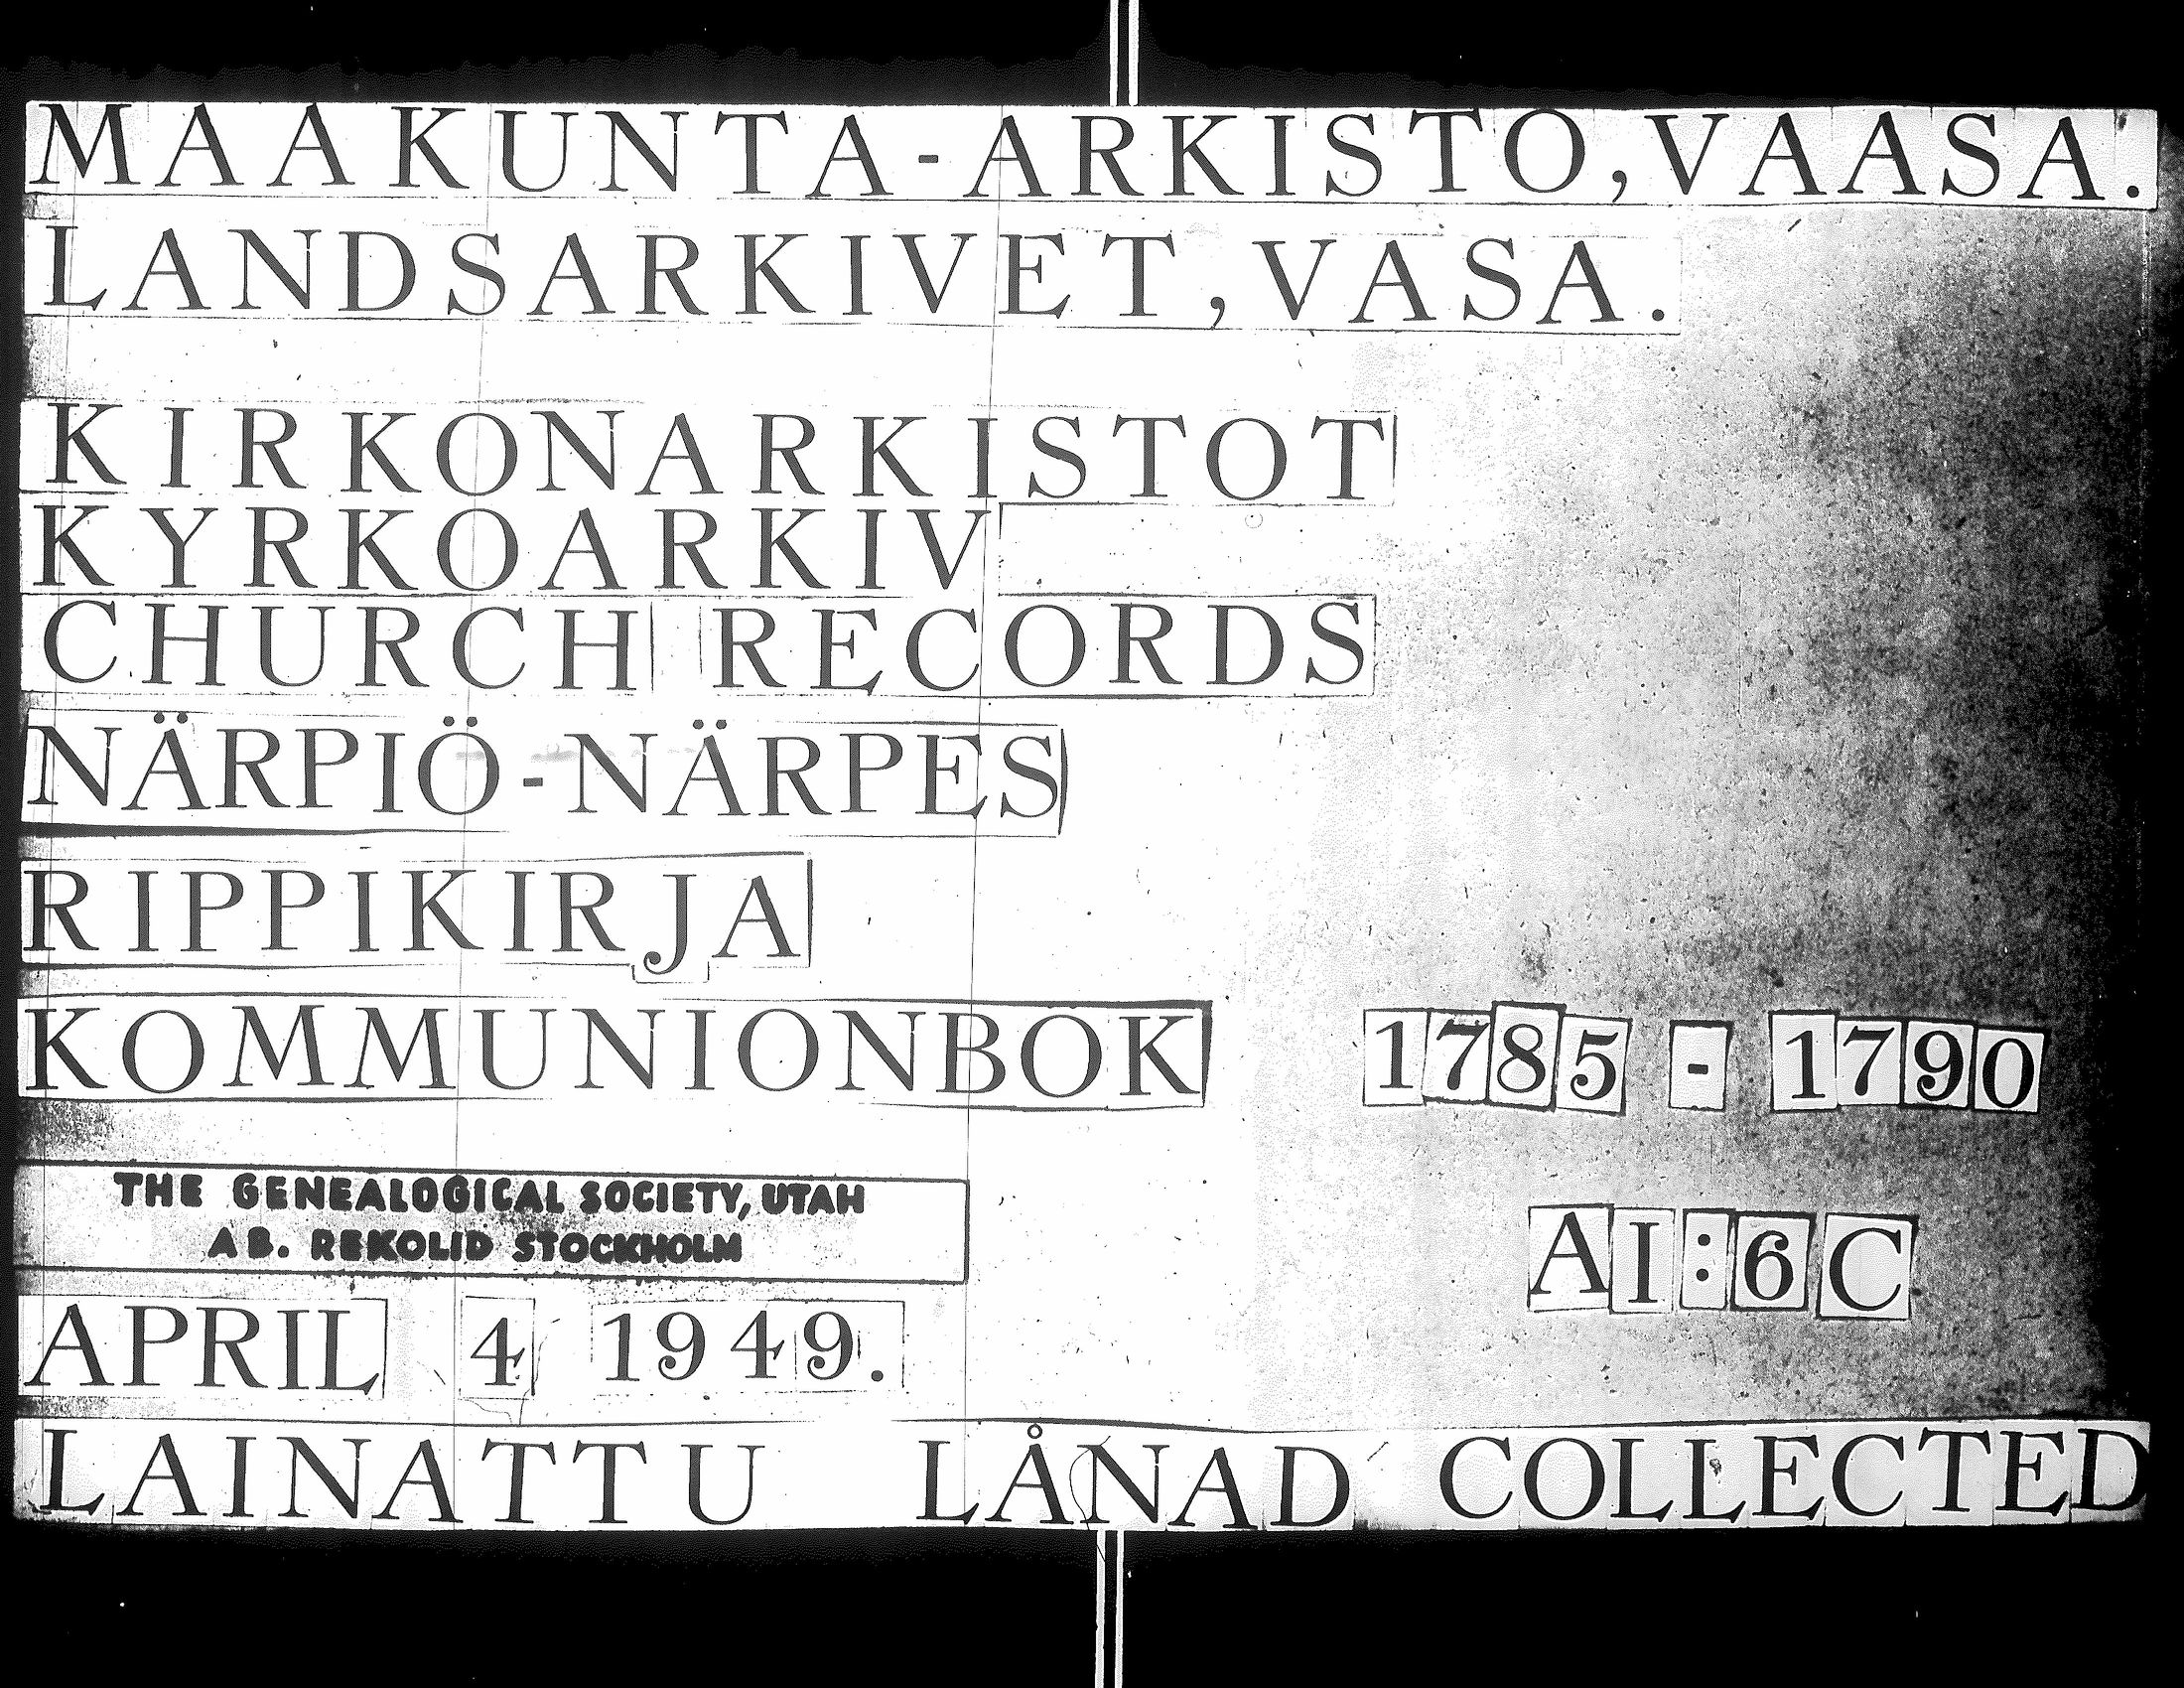 MAAKUNTA-ARKISTO, VAASA.
LANDSARKIVET, VASA.
KIRKONARKISTOT
KYRKOARKIV
CHURCH RECORDS
NÄRPIÖ-NÄRPES
RIPPIKIRJA
KOMMUNIONBOK 1785 - 1790
THE GENEALOGICAL SOCIETY, UTAH
AB. REKOLID STOCKHOLM
AI:6C
APRIL 4 1949.
LAINATTU LÅNAD COLLECTED